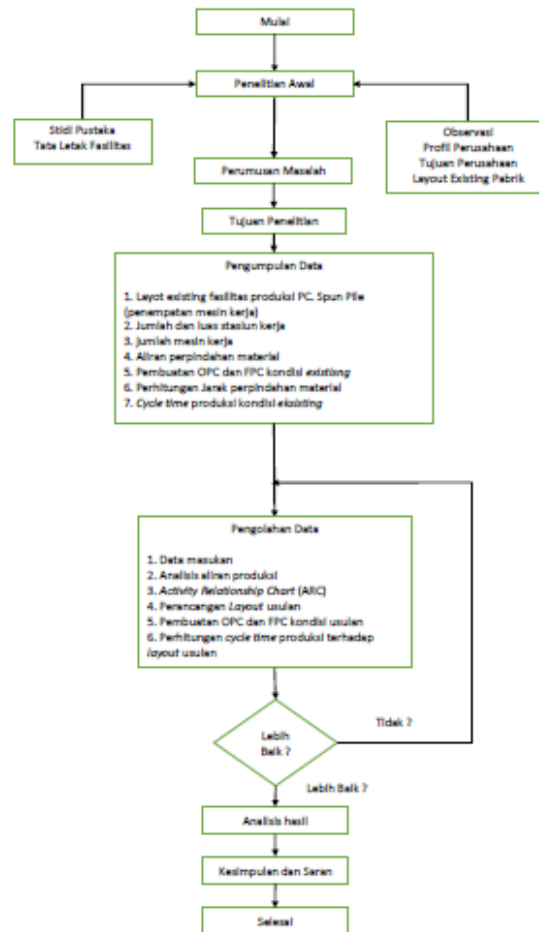 Mulai
Penelitian Awal
Stidi Pustaka
Tata Letak Fasilitas
Observasi
Profil Perusahaan
Tujuan Perusahaan
Layout Existing Pabrik
Perumusan Masalah
Tujuan Penelitian
Pengumpulan Data
1. Layot existing fasilitas produksi PC. Spun Pile
(penempatan mesin kerja)
2. Jumlah dan luas stasiun kerja
3. Jumlah mesin kerja
4. Aliran perpindahan material
5. Pembuatan OPC dan FPC kondisi existisng
6. Perhitungan Jarak perpindahan material
7. Cycle time produksi kondisi eksisting
Pengolahan Data
1. Data masukan
2. Analisis aliran produksi
3. Activity Relationship Chart (ARC)
4. Perancangan Layout usulan
5. Pembuatan OPC dan FPC kondisi usulan
6. Perhitungan cycle time produksi terhadap
layout usulan
Lebih
Baik ?
Tidak ?
Lebih Baik ?
Analisis hasil
Kesimpulan dan Saran
Selesai